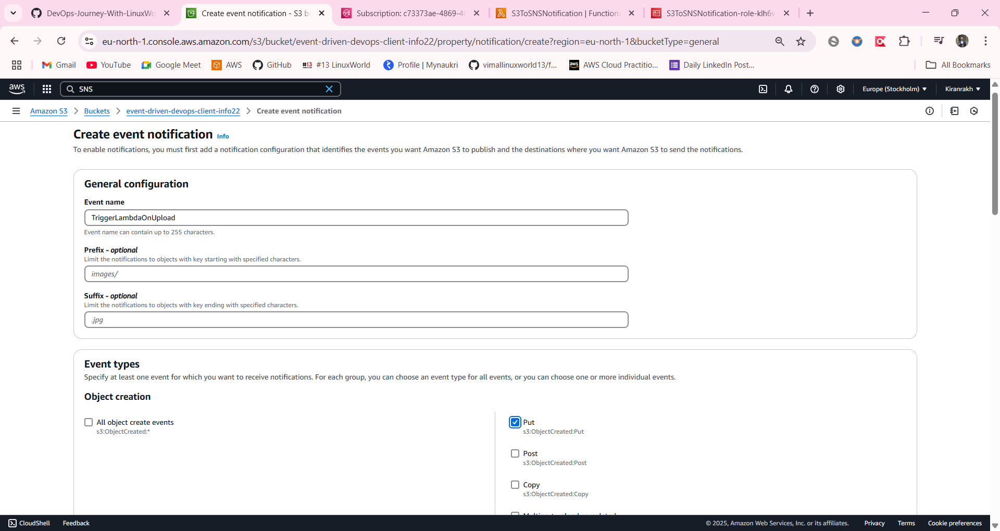 DevOps-Journey-With-LinuxWo
Create event notification - S3 b
Subscription: c73373ae-4869-4
S3ToSNSNotification | Functions
S3ToSNSNotification-role-klh6v
eu-north-1.console.aws.amazon.com/s3/bucket/event-driven-devops-client-info22/property/notification/create?region=eu-north-1&bucketType=general
Gmail
YouTube
Google Meet
AWS
GitHub
#13 #13 LinuxWorld
Profile | Mynaukri
vimallinuxworld13/f...
aws AWS Cloud Practitio...
Daily LinkedIn Post...
All Bookmarks
aws
SNS
Europe (Stockholm)
Kiranrakh
Amazon S3
Buckets
event-driven-devops-client-info22
Create event notification
Create event notification Info
To enable notifications, you must first add a notification configuration that identifies the events you want Amazon S3 to publish and the destinations where you want Amazon S3 to send the notifications.
General configuration
Event name
TriggerLambdaOnUpload
Event name can contain up to 255 characters.
Prefix - optional
Limit the notifications to objects with key starting with specified characters.
images/
Suffix - optional
Limit the notifications to objects with key ending with specified characters.
.jpg
Event types
Specify at least one event for which you want to receive notifications. For each group, you can choose an event type for all events, or you can choose one or more individual events.
Object creation
All object create events
s3:ObjectCreated:*
Put
s3:ObjectCreated:Put
Post
s3:ObjectCreated:Post
Copy
s3:ObjectCreated:Copy
CloudShell
Feedback
© 2025, Amazon Web Services, Inc. or its affiliates.
Privacy
Terms
Cookie preferences